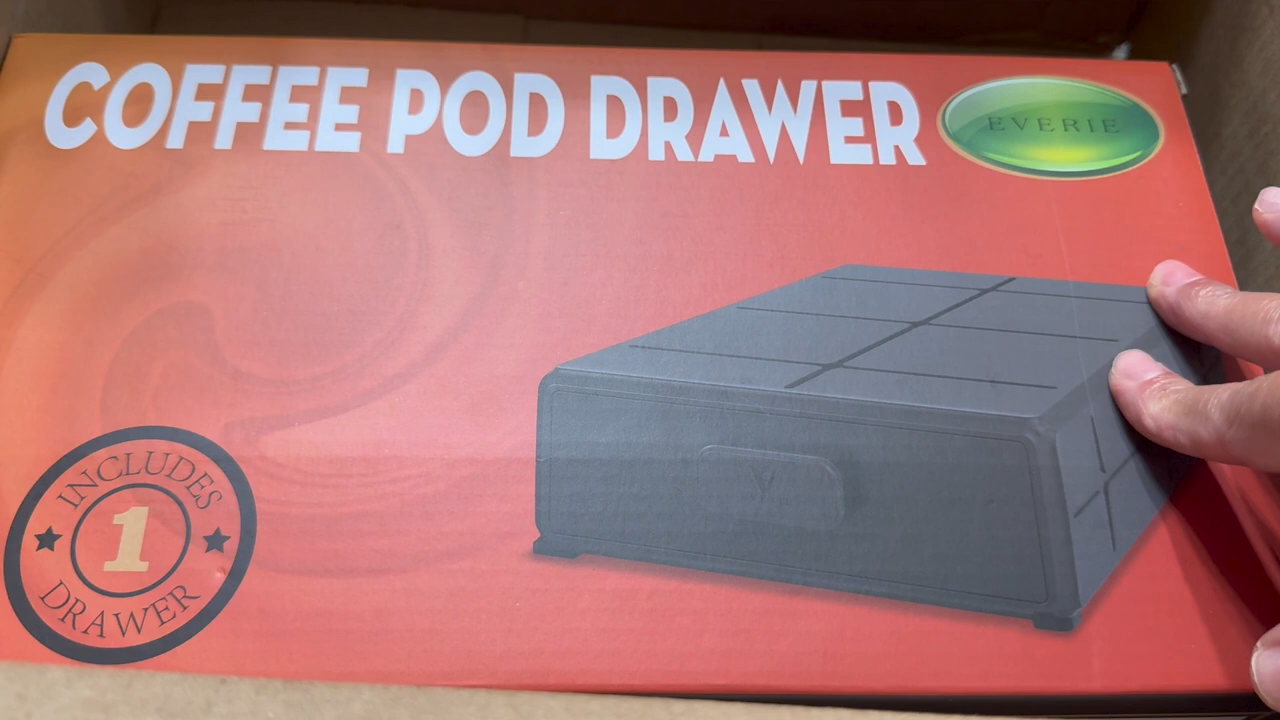 COFFEE POD DRAWER
EVERIE
INCLUDES
1
DRAWER